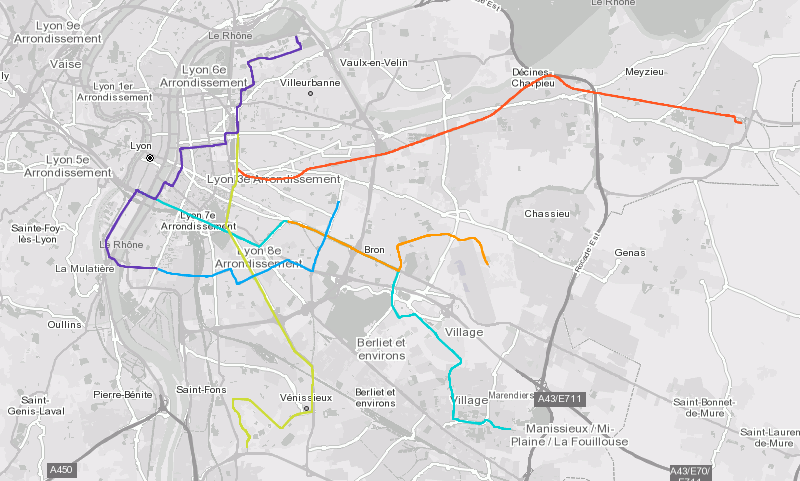 Le Rhône
Est
Lyon 9e
Arrondissement
Le Rhône
Vaise
Vaulx-en-Velin
Lyon 6e
Arrondissement
Décines-
Charpieu
Meyzieu
ly
Lyon 1er
Arrondissement
Villeurbanne
Lyon
Lyon 5e
Arrondissement
Lyon 3e Arrondissement
Lyon 7e
Arrondissement
Chassieu
Sainte-Foy-
lès-Lyon
Le Rhône
Lyon 8e
Arrondissement
Bron
Rocade Est
Genas
La Mulatière
Oullins
Village
Berliet et
environs
Saint-Fons
Pierre-Bénite
Vénissieux
Berliet et
environs
Village
Marendiers
A43/E711
Saint-
Genis-Laval
Saint-Bonnet-
de-Mure
Manissieux / Mi-
Plaine / La Fouillouse
Saint-Lauren
de-Mure
A450
A43/E70/
E711